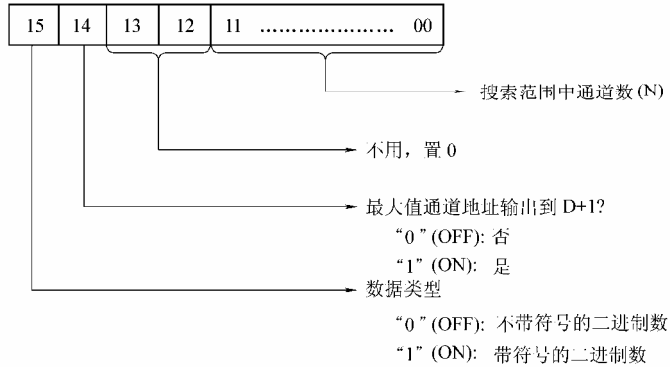 15 14 13 12 11 ………………… 00
搜索范围中通道数(N)
不用，置 0
最大值通道地址输出到 D+1?
“0”(OFF): 否
“1”(ON): 是
数据类型
“0”(OFF): 不带符号的二进制数
“1”(ON): 带符号的二进制数